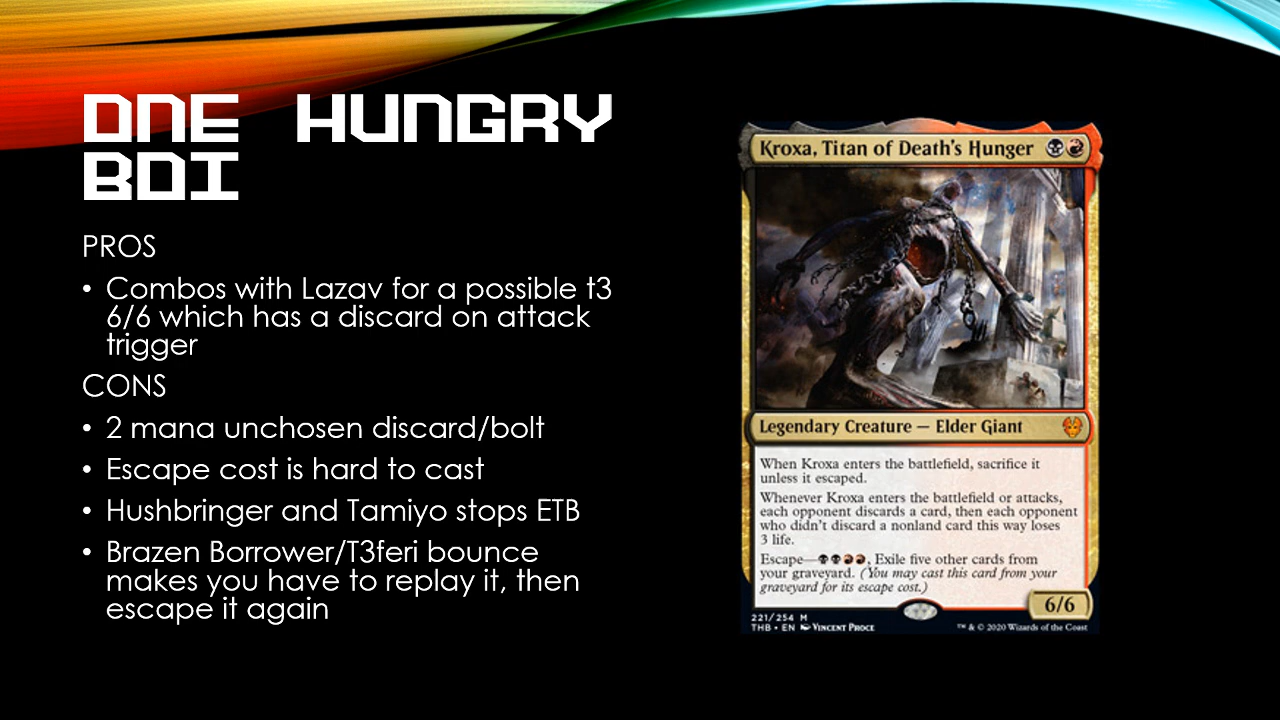 ONE HUNGRY
BOI
PROS
• Combos with Lazav for a possible t3
6/6 which has a discard on attack
trigger
CONS
• 2 mana unchosen discard/bolt
• Escape cost is hard to cast
• Hushbringer and Tamiyo stops ETB
• Brazen Borrower/T3feri bounce
makes you have to replay it, then
escape it again
Kroxa, Titan of Death's Hunger
Legendary Creature — Elder Giant
When Kroxa enters the battlefield, sacrifice it
unless it escaped.
Whenever Kroxa enters the battlefield or attacks,
each opponent discards a card, then each opponent
who didn't discard a nonland card this way loses
3 life.
Escape—, Exile five other cards from
your graveyard. (You may cast this card from your
graveyard for its escape cost.)
6/6
221/254 M
THB • EN Vincent Proce
™ & © 2020 Wizards of the Coast